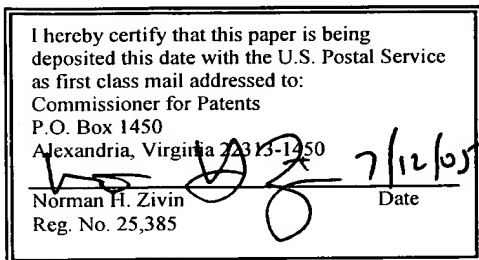 I hereby certify that this paper is being
deposited this date with the U.S. Postal Service
as first class mail addressed to:
Commissioner for Patents
P.O. Box 1450
Alexandria, Virginia 22313-1450
7/12/05
Norman H. Zivin Date
Reg. No. 25,385